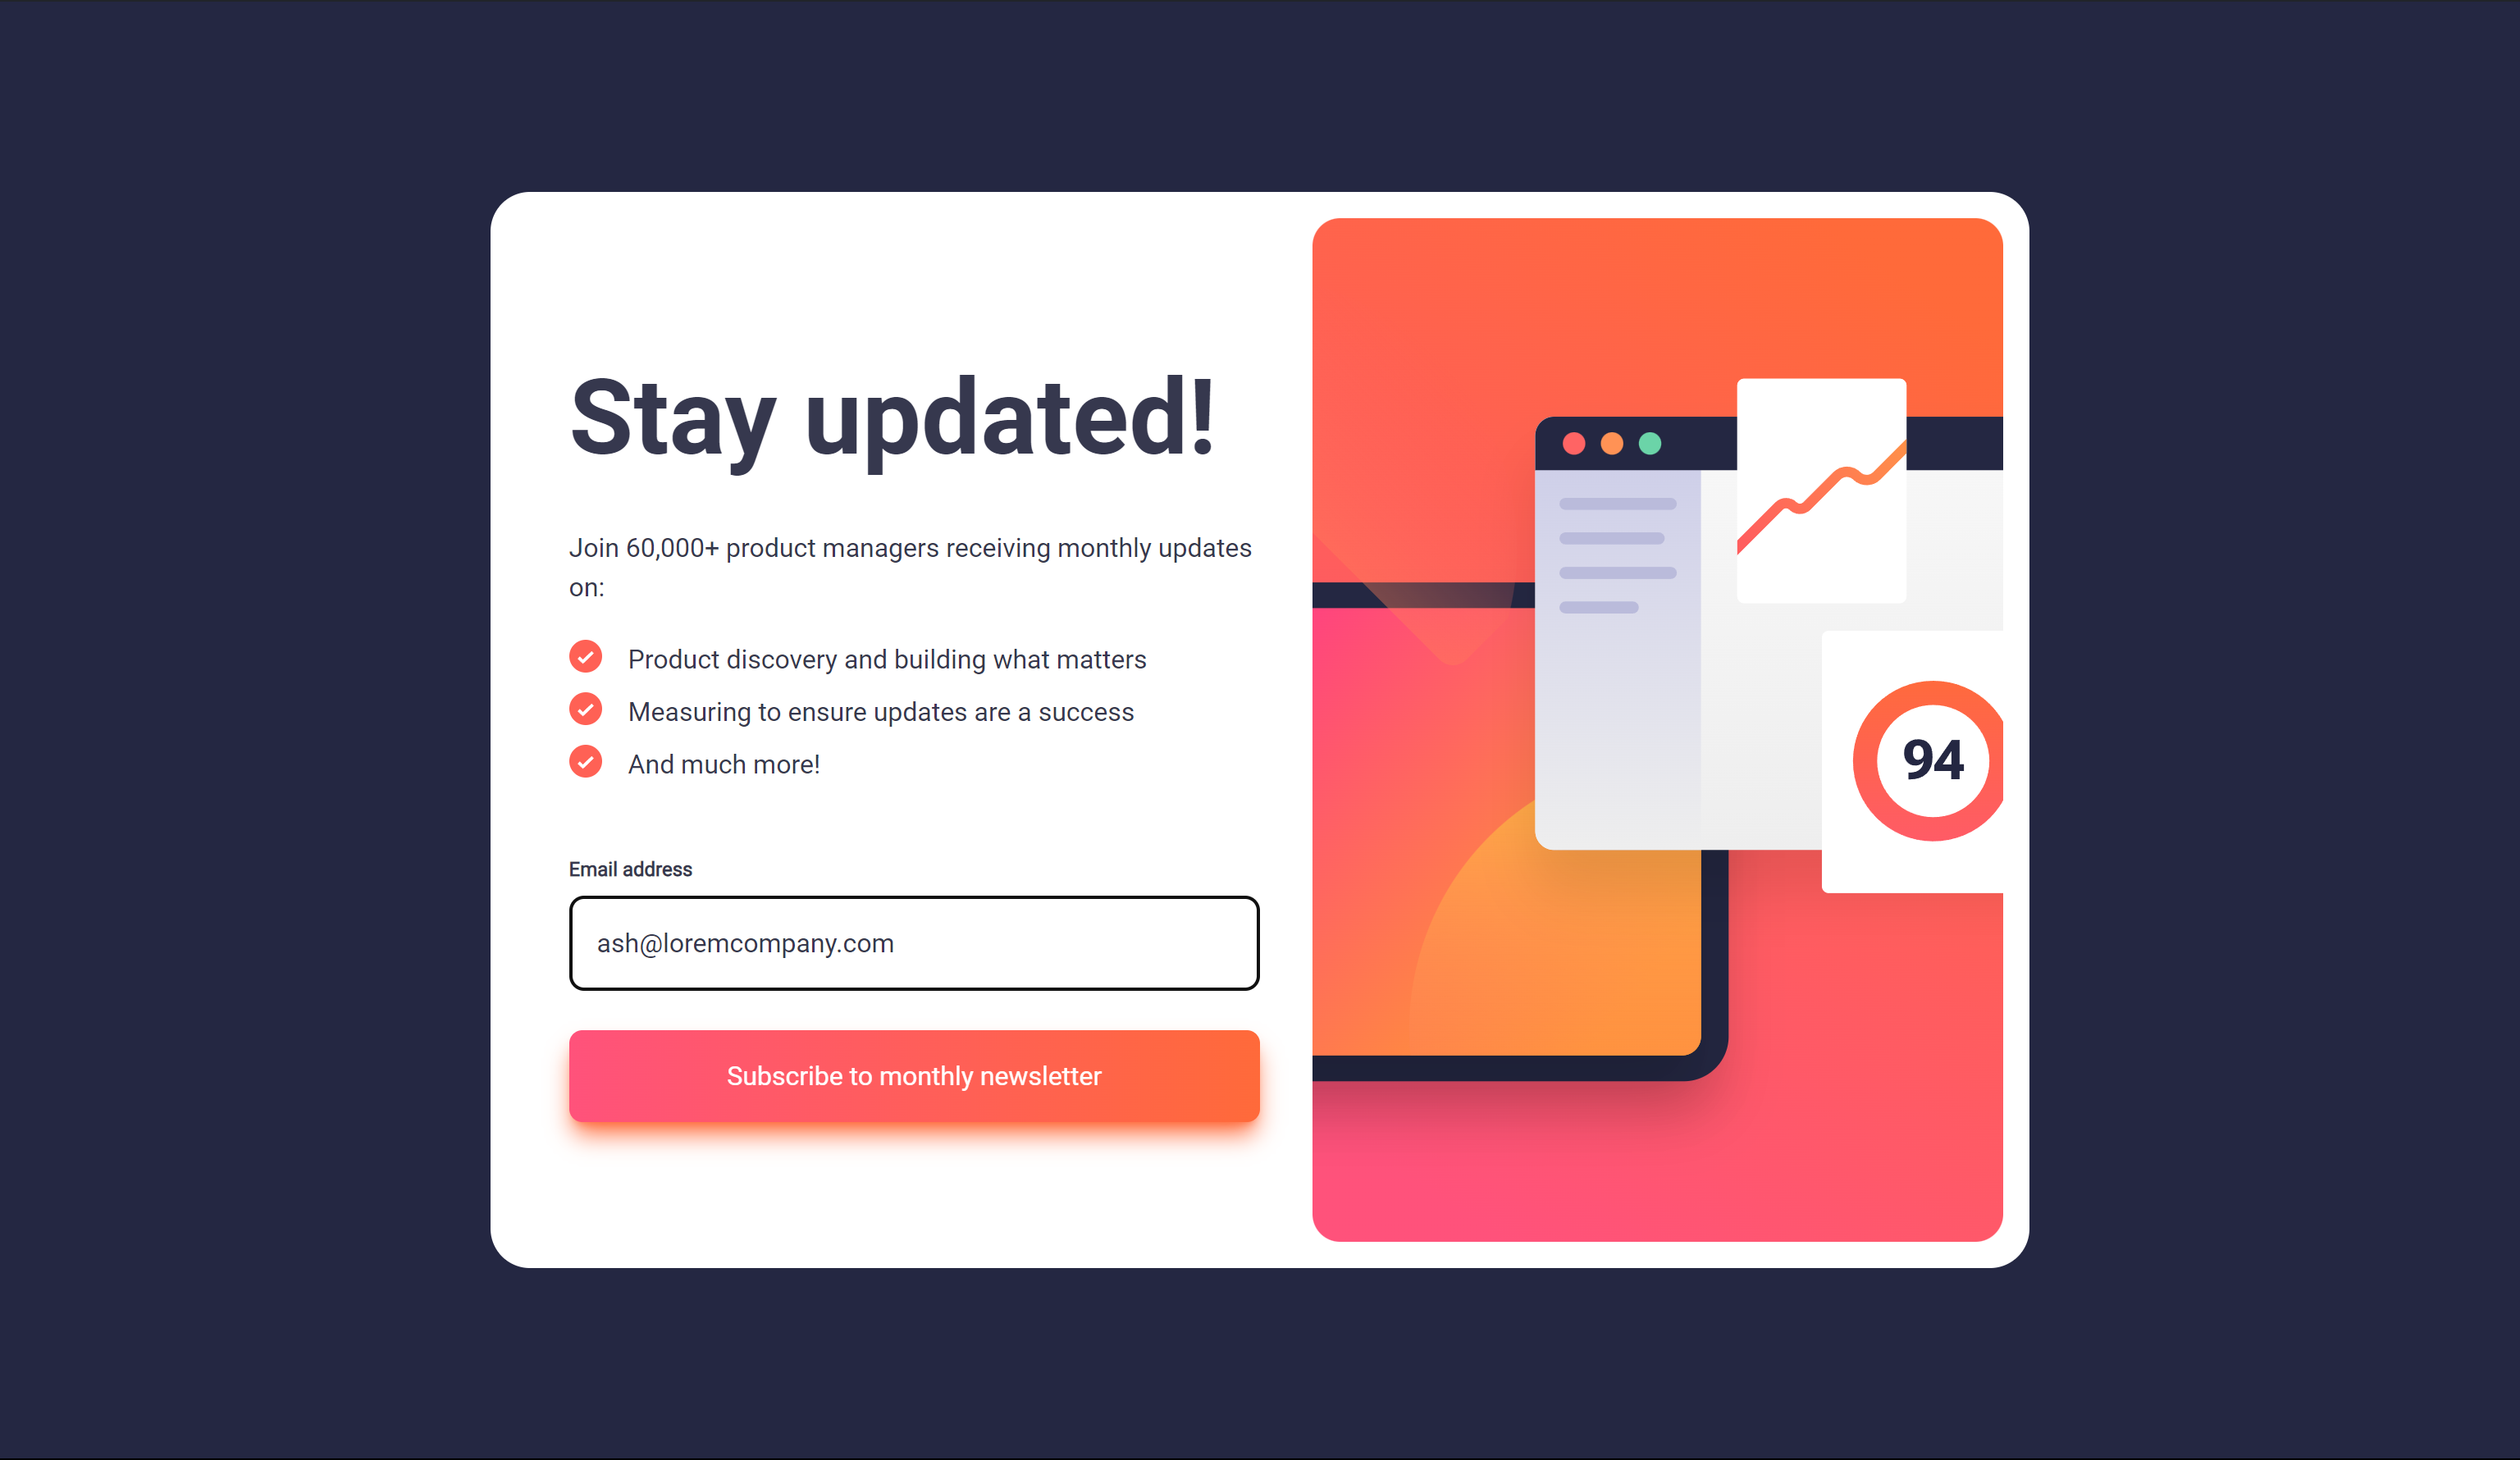 Stay updated!
Join 60,000+ product managers receiving monthly updates
on:
Product discovery and building what matters
Measuring to ensure updates are a success
And much more!
Email address
ash@loremcompany.com
Subscribe to monthly newsletter
94